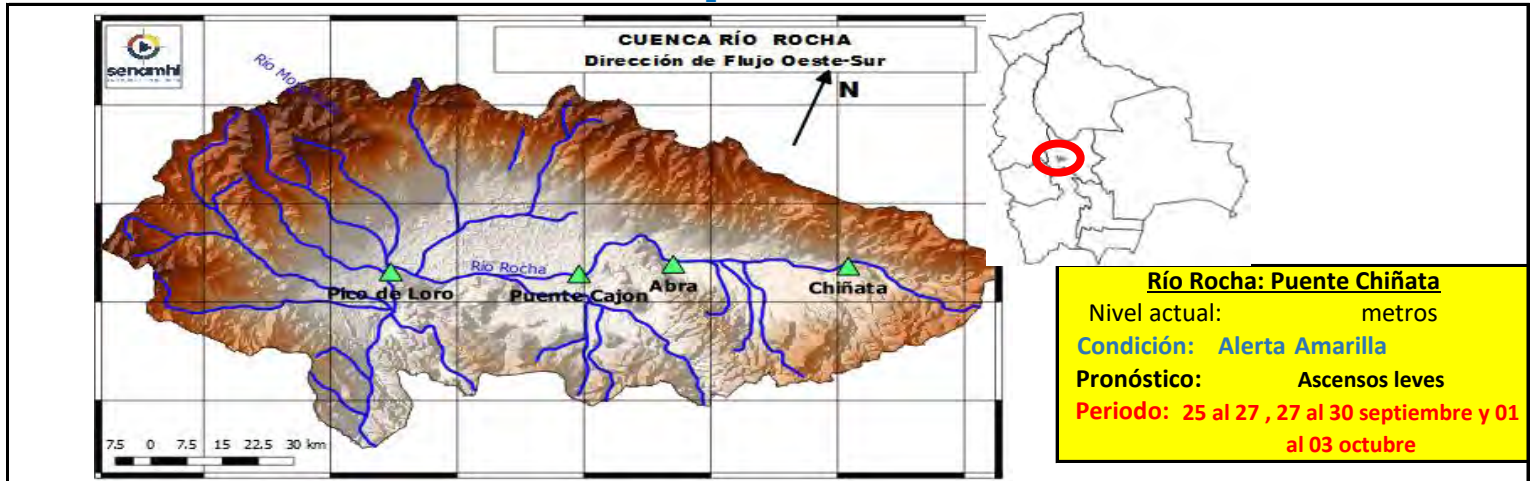 senamhi
CUENCA RÍO ROCHA
Dirección de Flujo Oeste-Sur
N
Río Rocha
Pico de Loro
Puente Cajon
Abra
Chiñata
7.5 0 7.5 15 22.5 30 km
Río Rocha: Puente Chiñata
Nivel actual: metros
Condición: Alerta Amarilla
Pronóstico: Ascensos leves
Periodo: 25 al 27 , 27 al 30 septiembre y 01
al 03 octubre